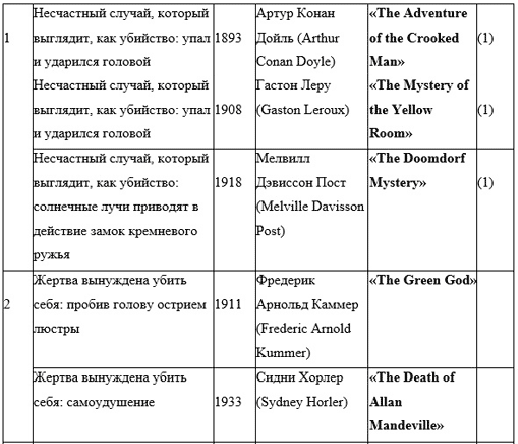 1 Несчастный случай, который выглядит, как убийство: упал и ударился головой 1893 Артур Конан Дойль (Arthur Conan Doyle) «The Adventure of the Crooked Man» (1)
Несчастный случай, который выглядит, как убийство: упал и ударился головой 1908 Гастон Леру (Gaston Leroux) «The Mystery of the Yellow Room» (1)
Несчастный случай, который выглядит, как убийство: солнечные лучи приводят в действие замок кремневого ружья 1918 Мелвилл Дэвиссон Пост (Melville Davisson Post) «The Doomdorf Mystery» (1)
2 Жертва вынуждена убить себя: пробив голову острием люстры 1911 Фредерик Арнольд Каммер (Frederic Arnold Kummer) «The Green God»
Жертва вынуждена убить себя: самоудушение 1933 Сидни Хорлер (Sydney Horler) «The Death of Allan Mandeville»